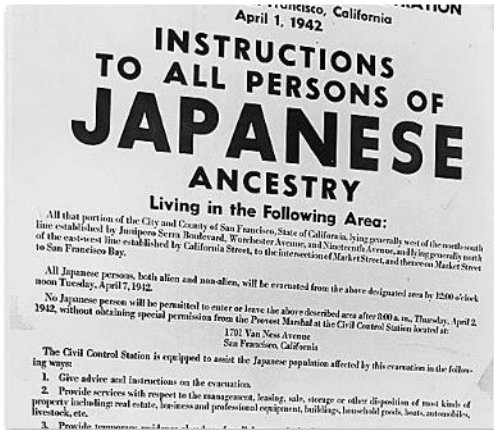 Francisco, California
April 1, 1942
INSTRUCTIONS
TO ALL PERSONS OF
JAPANESE
ANCESTRY
Living in the Following Area:
All that portion of the City and County of San Francisco, State of California, lying generally west of the north-south
line established by Junipero Serra Boulevard, Worchester Avenue, and Nineteenth Avenue, and lying generally north
of the east-west line established by California Street, to the intersection of Market Street, and thence on Market Street
to San Francisco Bay.
All Japanese persons, both alien and non-alien, will be evacuated from the above designated area by 12:00 o'clock
noon Tuesday, April 7, 1942.
No Japanese person will be permitted to enter or leave the above described area after 8:00 a. m., Thursday, April 2,
1942, without obtaining special permission from the Provost Marshal at the Civil Control Station located at:
1701 Van Ness Avenue
San Francisco, California
The Civil Control Station is equipped to assist the Japanese population affected by this evacuation in the follow-
ing ways:
1. Give advice and instructions on the evacuation.
2. Provide services with respect to the management, leasing, sale, storage or other disposition of most kinds of
property including: real estate, business and professional equipment, buildings, household goods, boats, automobiles,
livestock, etc.
3. Provide temporary